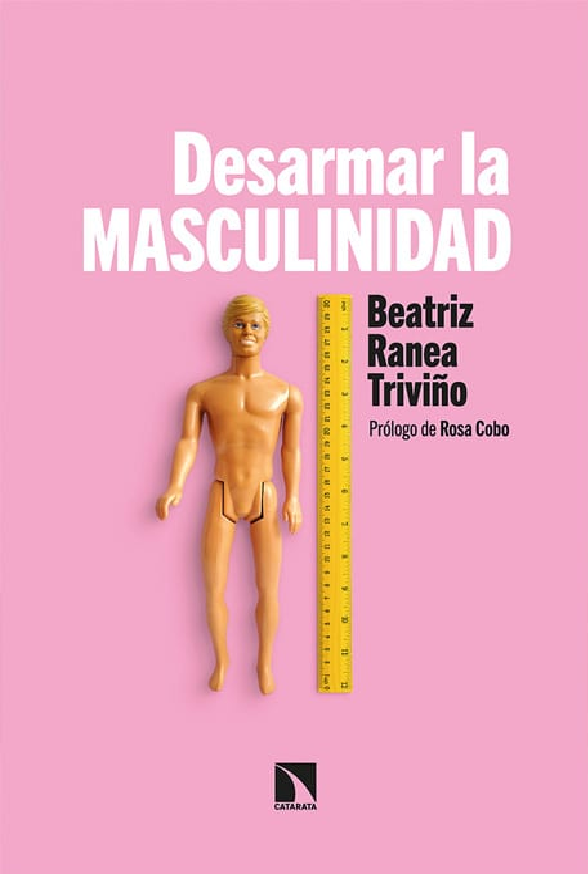 Desarmar la
MASCULINIDAD
Beatriz
Ranea
Triviño
Prólogo de Rosa Cobo
CATARATA